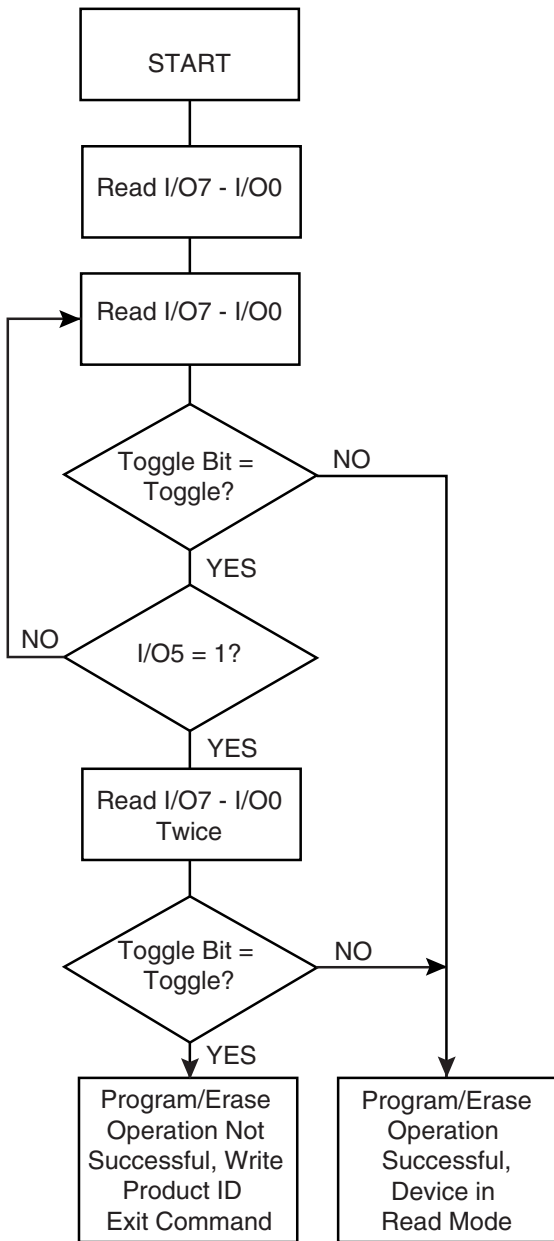 START
Read I/O7 - I/O0
Read I/O7 - I/O0
Toggle Bit =
Toggle?
NO
YES
I/O5 = 1?
NO
YES
Read I/O7 - I/O0
Twice
Toggle Bit =
Toggle?
NO
YES
Program/Erase
Operation Not
Successful, Write
Product ID
Exit Command
Program/Erase
Operation
Successful,
Device in
Read Mode